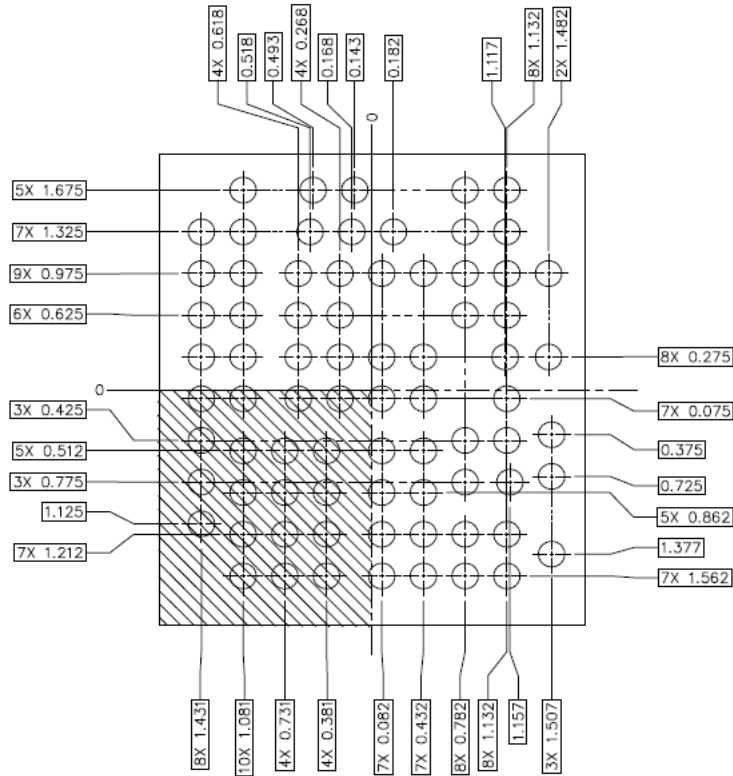 4X 0.618
0.518
0.493
4X 0.268
0.168
0.143
0.182
1.117
8X 1.132
2X 1.482
0
5X 1.675
7X 1.325
9X 0.975
6X 0.625
0
3X 0.425
5X 0.512
3X 0.775
1.125
7X 1.212
8X 0.275
7X 0.075
0.375
0.725
5X 0.862
1.377
7X 1.562
8X 1.431
10X 1.081
4X 0.731
4X 0.381
7X 0.082
7X 0.432
8X 0.782
8X 1.132
1.157
3X 1.507